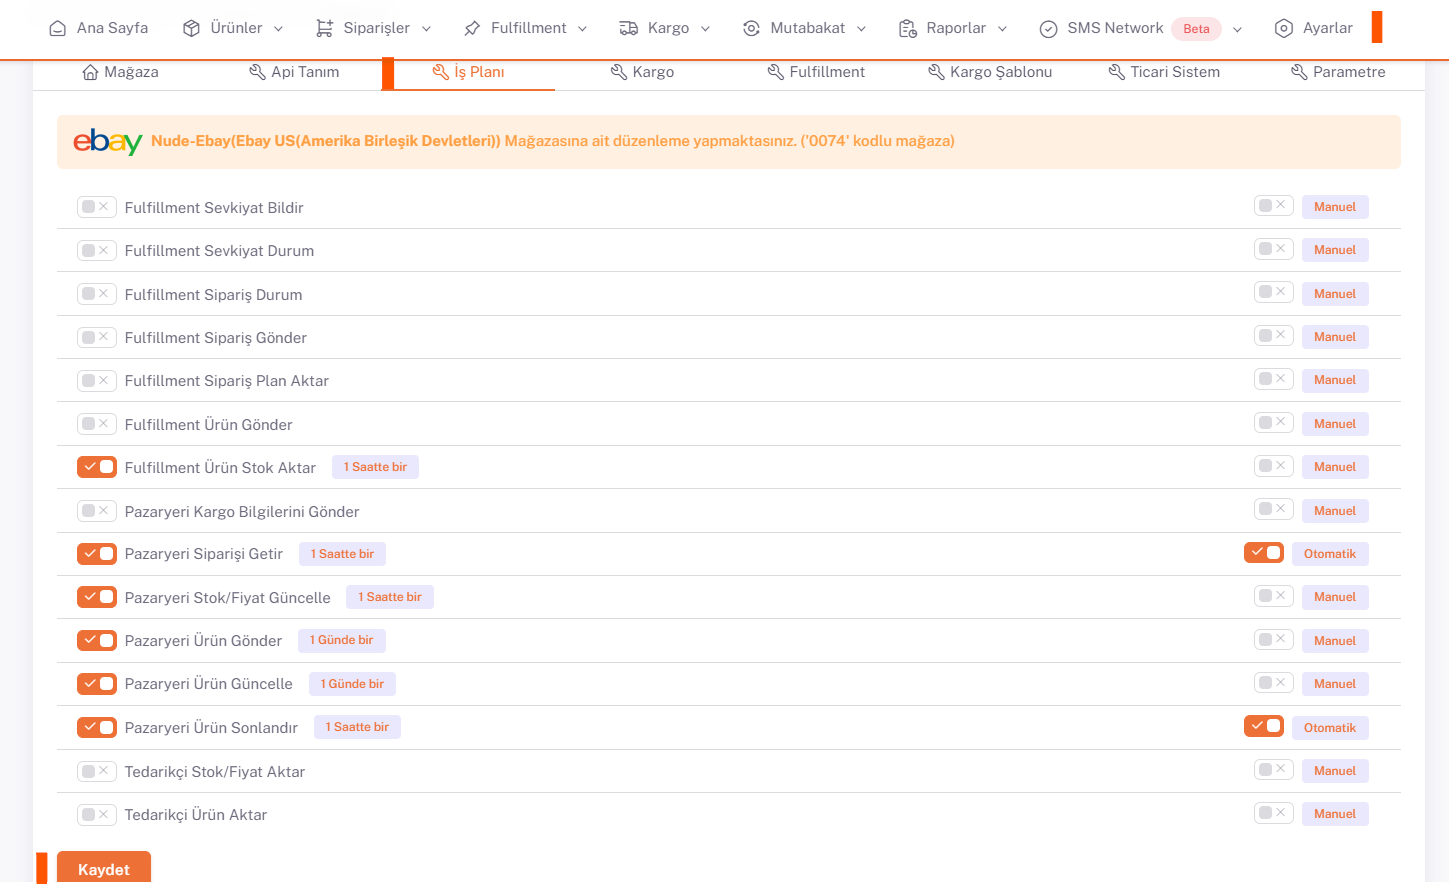 Ana Sayfa Ürünler Siparişler Fulfillment Kargo Mutabakat Raporlar SMS Network Beta Ayarlar
Mağaza Api Tanım İş Planı Kargo Fulfillment Kargo Şablonu Ticari Sistem Parametre
ebay Nude-Ebay(Ebay US(Amerika Birleşik Devletleri)) Mağazasına ait düzenleme yapmaktasınız. ('0074' kodlu mağaza)
Fulfillment Sevkiyat Bildir Manuel
Fulfillment Sevkiyat Durum Manuel
Fulfillment Sipariş Durum Manuel
Fulfillment Sipariş Gönder Manuel
Fulfillment Sipariş Plan Aktar Manuel
Fulfillment Ürün Gönder Manuel
Fulfillment Ürün Stok Aktar 1 Saatte bir Manuel
Pazaryeri Kargo Bilgilerini Gönder Manuel
Pazaryeri Siparişi Getir 1 Saatte bir Otomatik
Pazaryeri Stok/Fiyat Güncelle 1 Saatte bir Manuel
Pazaryeri Ürün Gönder 1 Günde bir Manuel
Pazaryeri Ürün Güncelle 1 Günde bir Manuel
Pazaryeri Ürün Sonlandır 1 Saatte bir Otomatik
Tedarikçi Stok/Fiyat Aktar Manuel
Tedarikçi Ürün Aktar Manuel
Kaydet